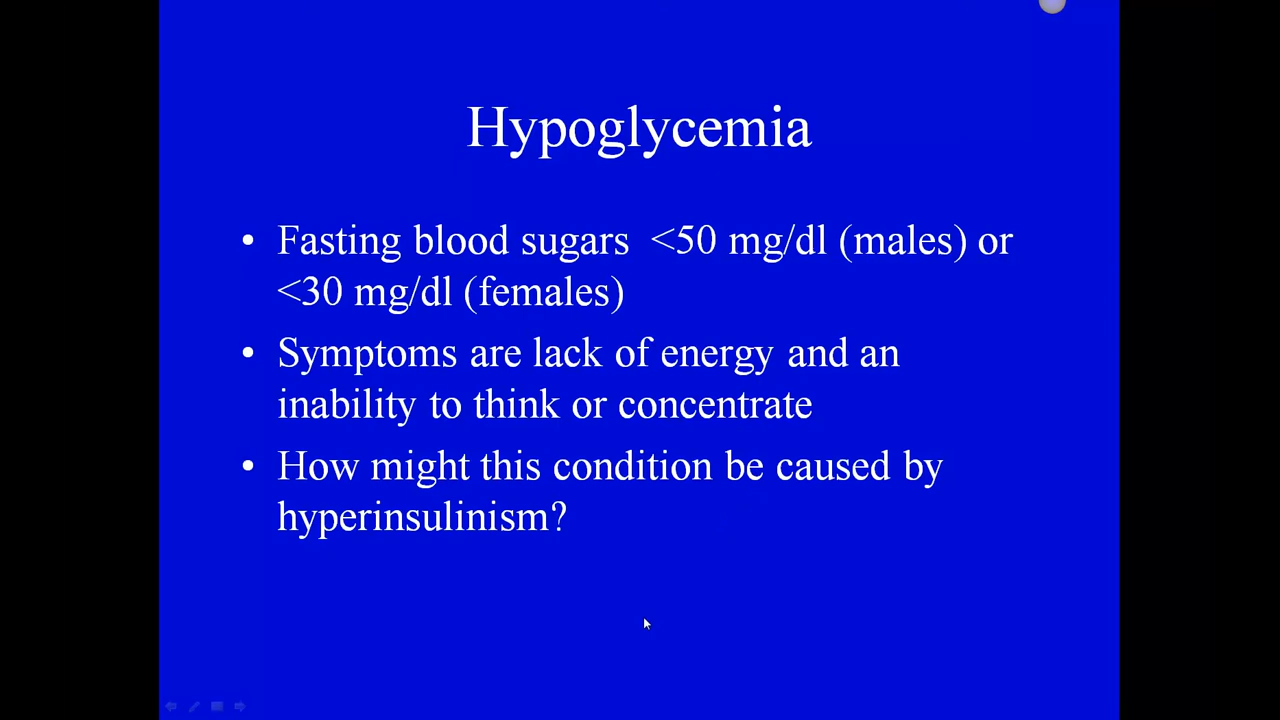 Hypoglycemia
• Fasting blood sugars <50 mg/dl (males) or
<30 mg/dl (females)
• Symptoms are lack of energy and an
inability to think or concentrate
• How might this condition be caused by
hyperinsulinism?